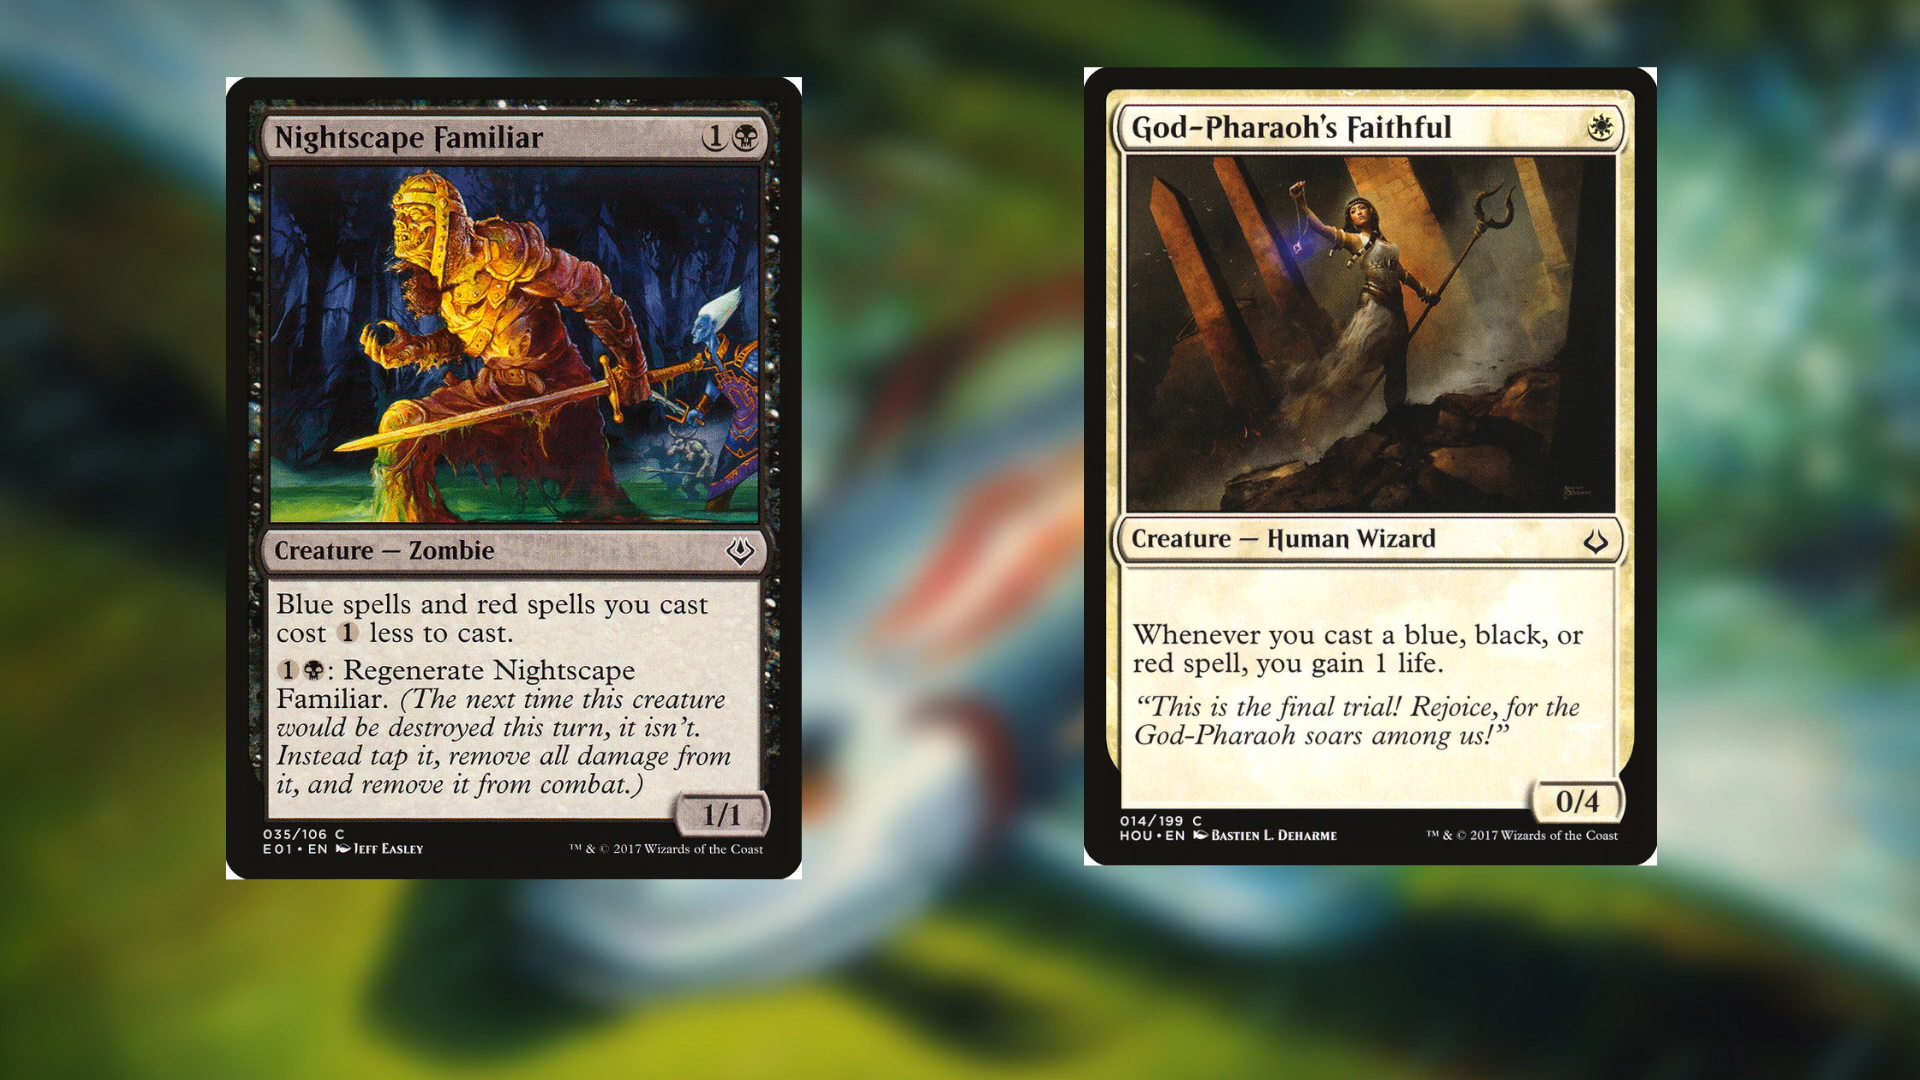 Nightscape Familiar 1
Creature — Zombie
Blue spells and red spells you cast
cost 1 less to cast.
1: Regenerate Nightscape
Familiar. (The next time this creature
would be destroyed this turn, it isn't.
Instead tap it, remove all damage from
it, and remove it from combat.)
1/1
035/106 C
E01 • EN JEFF EASLEY
™ & © 2017 Wizards of the Coast
God-Pharaoh's Faithful
Creature — Human Wizard
Whenever you cast a blue, black, or
red spell, you gain 1 life.
“This is the final trial! Rejoice, for the
God-Pharaoh soars among us!”
0/4
014/199 C
HOU • EN BASTIEN L. DEHARME
™ & © 2017 Wizards of the Coast